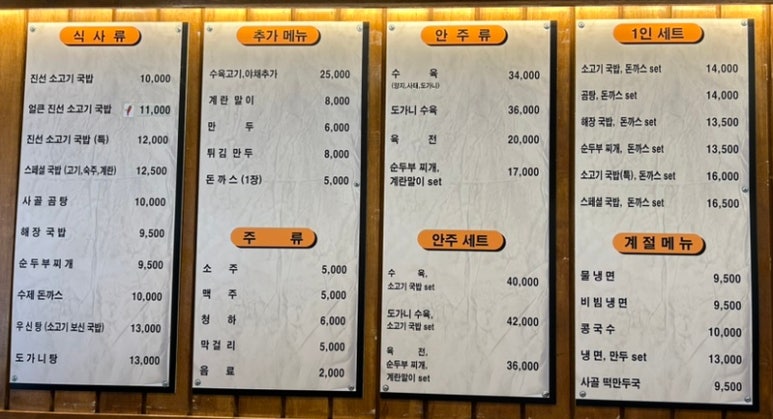 식 사 류
진선 소고기 국밥 10,000
얼큰 진선 소고기 국밥 11,000
진선 소고기 국밥 (특) 12,000
스페셜 국밥 (고기,숙주,계란) 12,500
사 골 곰 탕 10,000
해 장 국 밥 9,500
순 두 부 찌 개 9,500
수제 돈까스 10,000
우 신 탕 (소고기 보신 국밥) 13,000
도 가 니 탕 13,000
추가 메뉴
수육고기,야채추가 25,000
계 란 말 이 8,000
만 두 6,000
튀 김 만 두 8,000
돈 까 스 (1장) 5,000
주 류
소 주 5,000
맥 주 5,000
청 하 6,000
막 걸 리 5,000
음 료 2,000
안 주 류
수 육 34,000
(양지,사태,도가니)
도가니 수육 36,000
육 전 20,000
순두부 찌개, 17,000
계란말이 set
안주 세트
수 육, 40,000
소고기 국밥 set
도가니 수육, 42,000
소고기 국밥 set
육 전,
순두부 찌개, 36,000
계란말이 set
1인 세트
소고기 국밥, 돈까스 set 14,000
곰탕, 돈까스 set 14,000
해장 국밥, 돈까스 set 13,500
순두부 찌개, 돈까스 set 13,500
소고기 국밥(특), 돈까스 set 16,000
스페셜 국밥, 돈까스 set 16,500
계 절 메 뉴
물 냉 면 9,500
비 빔 냉 면 9,500
콩 국 수 10,000
냉 면, 만두 set 13,000
사골 떡만두국 9,500